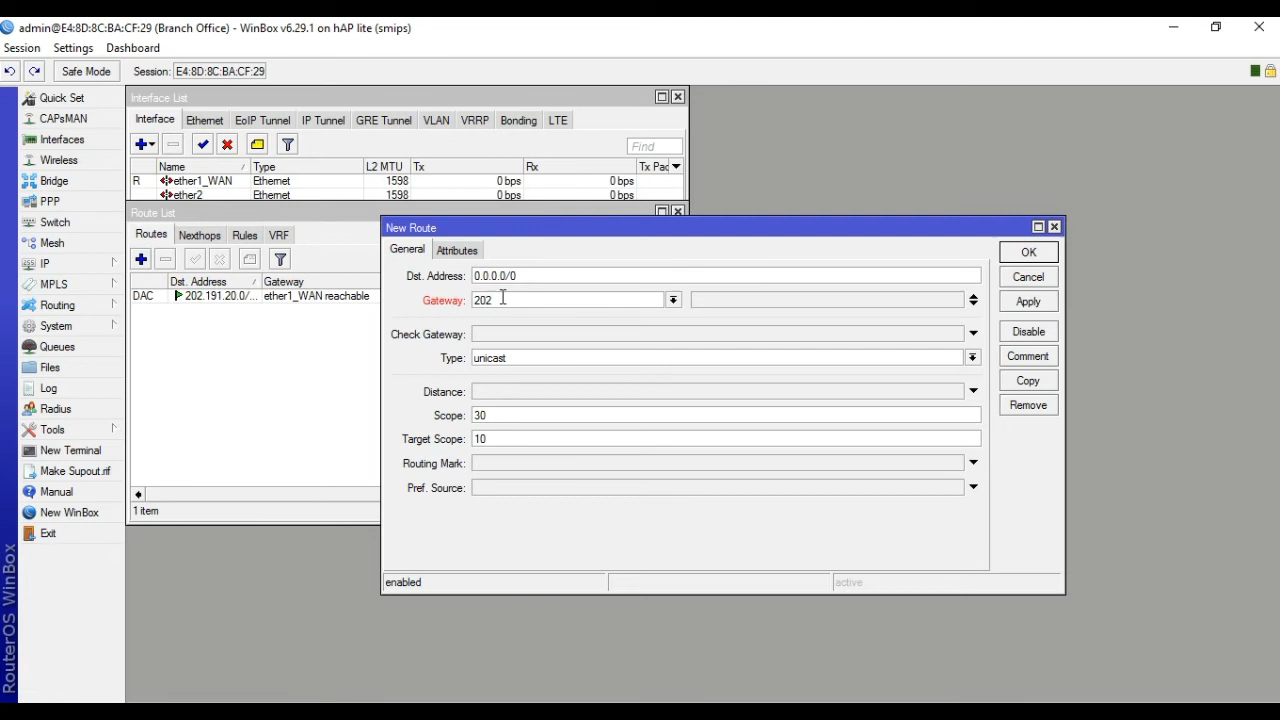 admin@E4:8D:8C:BA:CF:29 (Branch Office) - WinBox v6.29.1 on hAP lite (smips)
Session Settings Dashboard
Safe Mode Session: E4:8D:8C:BA:CF:29
Quick Set
CAPsMAN
Interfaces
Wireless
Bridge
PPP
Switch
Mesh
IP
MPLS
Routing
System
Queues
Files
Log
Radius
Tools
New Terminal
Make Supout.rif
Manual
New WinBox
Exit
RouterOS WinBox
Interface List
Interface Ethernet EoIP Tunnel IP Tunnel GRE Tunnel VLAN VRRP Bonding LTE
Find
Name Type L2 MTU Tx Rx Tx Pac
R ether1_WAN Ethernet 1598 0 bps 0 bps
ether2 Ethernet 1598 0 bps 0 bps
Route List
Routes Nexthops Rules VRF
Dst. Address Gateway
DAC 202.191.20.0/... ether1_WAN reachable
1 item
New Route
General Attributes
Dst. Address: 0.0.0.0/0
Gateway: 202
Check Gateway:
Type: unicast
Distance:
Scope: 30
Target Scope: 10
Routing Mark:
Pref. Source:
OK
Cancel
Apply
Disable
Comment
Copy
Remove
enabled active